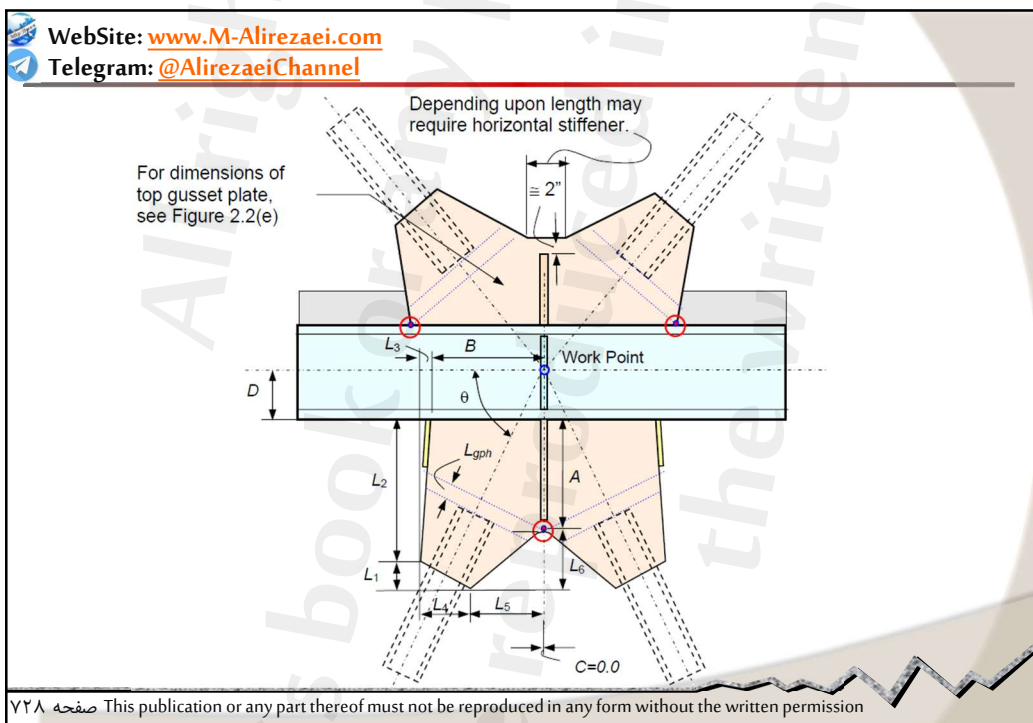 WebSite: www.M-Alirezaei.com
Telegram: @AlirezaeiChannel
Depending upon length may
require horizontal stiffener.
For dimensions of
top gusset plate,
see Figure 2.2(e)
≅ 2"
L3
B
Work Point
D
θ
Lgph
L2
A
L1
L6
L4
L5
C=0.0
صفحه ۷۲۸ This publication or any part thereof must not be reproduced in any form without the written permission